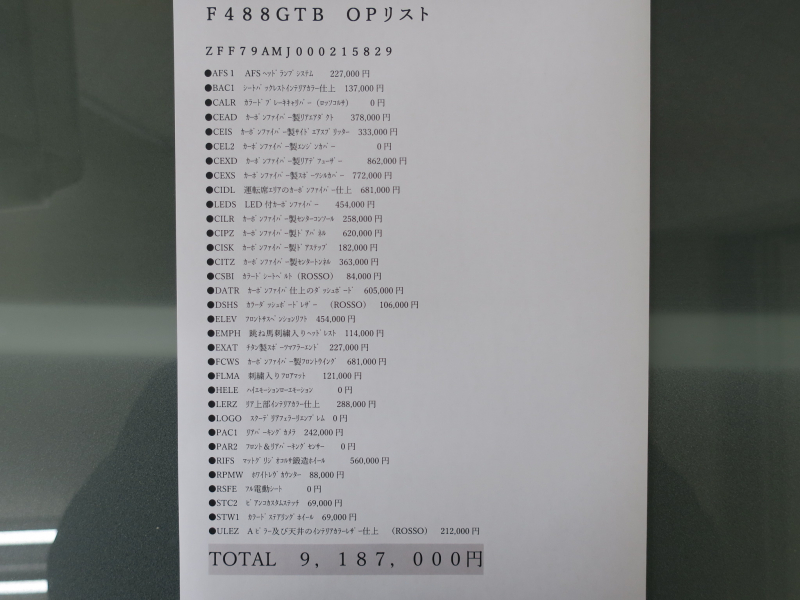 F488GTB OPリスト
ZFF79AMJ000215829
●AFS1 AFSﾍｯﾄﾞﾗﾝﾌﾟｼｽﾃﾑ 227,000円
●BAC1 ｼｰﾄﾊﾞｯｸﾚｽﾄｲﾝﾃﾘｱｶﾗｰ仕上 137,000円
●CALR ｶﾗｰﾄﾞﾌﾞﾚｰｷｷｬﾘﾊﾟｰ（ﾛｯｿｺﾙｻ） 0円
●CEAD ｶｰﾎﾞﾝﾌｧｲﾊﾞｰ製ﾘｱｴｱﾀﾞｸﾄ 378,000円
●CEIS ｶｰﾎﾞﾝﾌｧｲﾊﾞｰ製ｻｲﾄﾞｴｱｽﾌﾟﾘｯﾀｰ 333,000円
●CEL2 ｶｰﾎﾞﾝﾌｧｲﾊﾞｰ製ｴﾝｼﾞﾝｶﾊﾞｰ 0円
●CEXD ｶｰﾎﾞﾝﾌｧｲﾊﾞｰ製ﾘｱﾃﾞﾌｭｰｻﾞｰ 862,000円
●CEXS ｶｰﾎﾞﾝﾌｧｲﾊﾞｰ製ｽﾎﾟｰﾂｼﾙｶﾊﾞｰ 772,000円
●CIDL 運転席ｴﾘｱのｶｰﾎﾞﾝﾌｧｲﾊﾞｰ仕上 681,000円
●LEDS LED付ｶｰﾎﾞﾝﾌｧｲﾊﾞｰ 454,000円
●CILR ｶｰﾎﾞﾝﾌｧｲﾊﾞｰ製ｾﾝﾀｰｺﾝｿｰﾙ 258,000円
●CIPZ ｶｰﾎﾞﾝﾌｧｲﾊﾞｰ製ﾄﾞｱﾊﾟﾈﾙ 620,000円
●CISK ｶｰﾎﾞﾝﾌｧｲﾊﾞｰ製ﾄﾞｱｽﾃｯﾌﾟ 182,000円
●CITZ ｶｰﾎﾞﾝﾌｧｲﾊﾞｰ製ｾﾝﾀｰﾄﾝﾈﾙ 363,000円
●CSBI ｶﾗｰﾄﾞｼｰﾄﾍﾞﾙﾄ（ROSSO） 84,000円
●DATR ｶｰﾎﾞﾝﾌｧｲﾊﾞ仕上のﾀﾞｯｼｭﾎﾞｰﾄﾞ 605,000円
●DSHS ｶﾗｰﾀﾞｯｼｭﾎﾞｰﾄﾞﾚｻﾞｰ （ROSSO） 106,000円
●ELEV ﾌﾛﾝﾄｻｽﾍﾟﾝｼｮﾝﾘﾌﾄ 454,000円
●EMPH 跳ね馬刺繍入りﾍｯﾄﾞﾚｽﾄ 114,000円
●EXAT ﾁﾀﾝ製ｽﾎﾟｰﾂﾏﾌﾗｰｴﾝﾄﾞ 227,000円
●FCWS ｶｰﾎﾞﾝﾌｧｲﾊﾞｰ製ﾌﾛﾝﾄｳｲﾝｸﾞ 681,000円
●FLMA 刺繍入りﾌﾛｱﾏｯﾄ 121,000円
●HELE ﾊｲｴﾓｰｼｮﾝﾛｰｴﾓｰｼｮﾝ 0円
●LERZ ﾘｱ上部ｲﾝﾃﾘｱｶﾗｰ仕上 288,000円
●LOGO ｽｸｰﾃﾞﾘｱﾌｪﾗｰﾘｴﾝﾌﾞﾚﾑ 0円
●PAC1 ﾘｱﾊﾟｰｷﾝｸﾞｶﾒﾗ 242,000円
●PAR2 ﾌﾛﾝﾄ＆ﾘｱﾊﾟｰｷﾝｸﾞｾﾝｻｰ 0円
●RIFS ﾏｯﾄｸﾞﾘｼﾞｵｺﾙｻ鍛造ﾎｲｰﾙ 560,000円
●RPMW ﾎﾜｲﾄﾚｳﾞｶｳﾝﾀｰ 88,000円
●RSFE ﾌﾙ電動ｼｰﾄ 0円
●STC2 ﾋﾞｱﾝｺｶｽﾀﾑｽﾃｯﾁ 69,000円
●STW1 ｶﾗｰﾄﾞｽﾃｱﾘﾝｸﾞﾎｲｰﾙ 69,000円
●ULEZ Aﾋﾟﾗｰ及び天井のｲﾝﾃﾘｱｶﾗｰﾚｻﾞｰ仕上 （ROSSO） 212,000円
TOTAL 9，187，000円